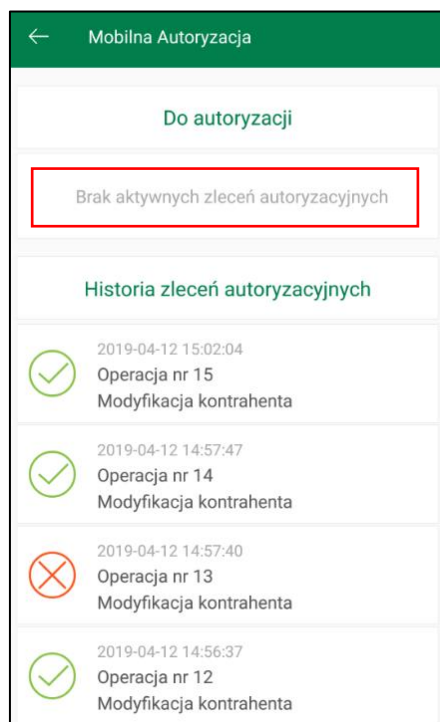 Mobilna Autoryzacja
Do autoryzacji
Brak aktywnych zleceń autoryzacyjnych
Historia zleceń autoryzacyjnych
2019-04-12 15:02:04
Operacja nr 15
Modyfikacja kontrahenta
2019-04-12 14:57:47
Operacja nr 14
Modyfikacja kontrahenta
2019-04-12 14:57:40
Operacja nr 13
Modyfikacja kontrahenta
2019-04-12 14:56:37
Operacja nr 12
Modyfikacja kontrahenta